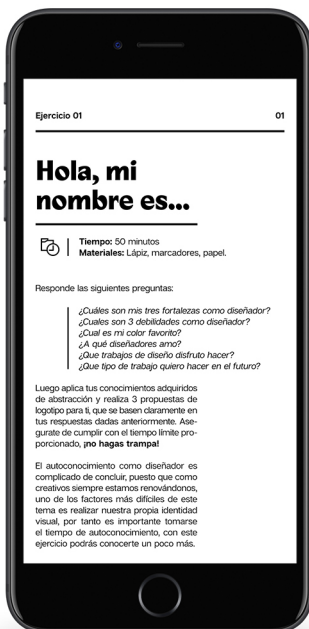 Ejercicio 01 01
Hola, mi
nombre es...
Tiempo: 50 minutos
Materiales: Lápiz, marcadores, papel.
Responde las siguientes preguntas:
¿Cuáles son mis tres fortalezas como diseñador?
¿Cuales son 3 debilidades como diseñador?
¿Cual es mi color favorito?
¿A qué diseñadores amo?
¿Que trabajos de diseño disfruto hacer?
¿Que tipo de trabajo quiero hacer en el futuro?
Luego aplica tus conocimientos adquiridos
de abstracción y realiza 3 propuestas de
logotipo para ti, que se basen claramente en
tus respuestas dadas anteriormente. Ase-
gurate de cumplir con el tiempo límite pro-
porcionado, ¡no hagas trampa!
El autoconocimiento como diseñador es
complicado de concluir, puesto que como
creativos siempre estamos renovándonos,
uno de los factores más difíciles de este
tema es realizar nuestra propia identidad
visual, por tanto es importante tomarse
el tiempo de autoconocimiento, con este
ejercicio podrás conocerte un poco más.